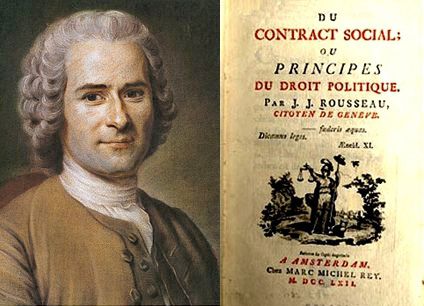 DU
CONTRACT SOCIAL;
OU
PRINCIPES
DU DROIT POLITIQUE.
PAR J. J. ROUSSEAU,
CITOYEN DE GENEVE.
— — fœderis æquas.
Dicamus leges.
Æneid. XI.
A AMSTERDAM,
Chez MARC MICHEL REY.
M. DCC. LXII.